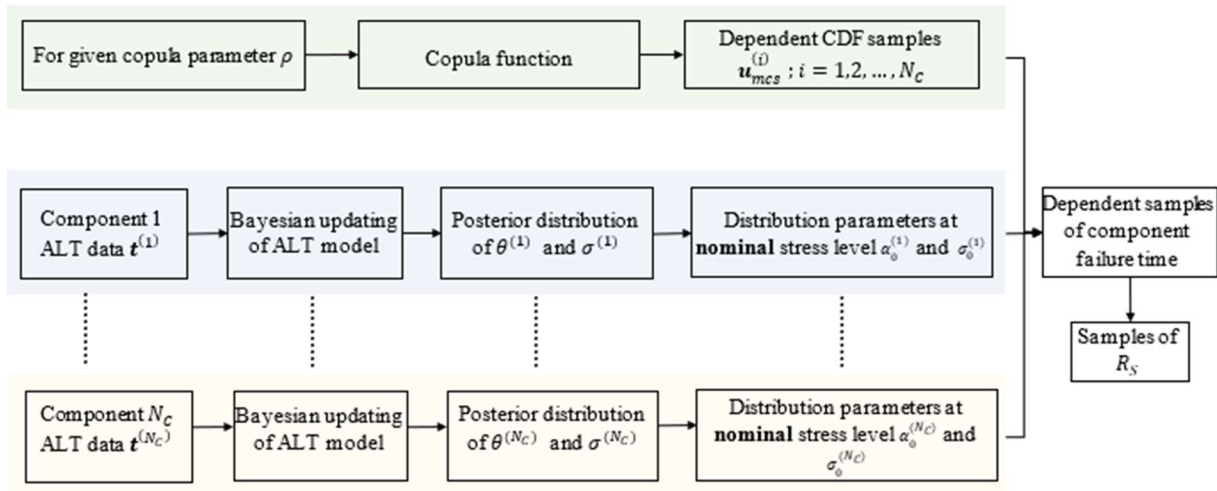 For given copula parameter ρ
Copula function
Dependent CDF samples
𝒖_{mcs}^{(i)} ; i = 1,2, … , N_C
Component 1
ALT data 𝒕^{(1)}
Bayesian updating
of ALT model
Posterior distribution
of θ^{(1)} and σ^{(1)}
Distribution parameters at
nominal stress level α_0^{(1)} and σ_0^{(1)}
Dependent samples
of component
failure time
Samples of
R_S
Component N_C
ALT data 𝒕^{(N_C)}
Bayesian updating
of ALT model
Posterior distribution
of θ^{(N_C)} and σ^{(N_C)}
Distribution parameters at
nominal stress level α_0^{(N_C)} and
σ_0^{(N_C)}